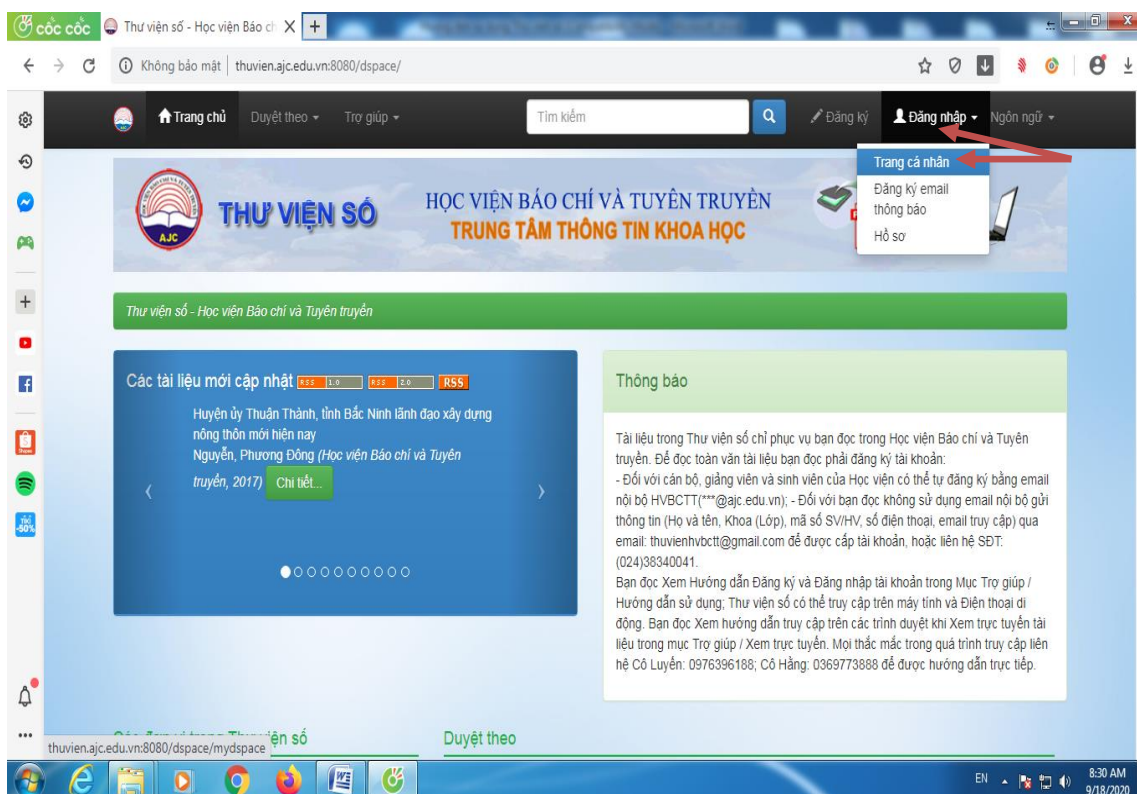 cốc cốc
Thư viện số - Học viện Báo ch
Không bảo mật | thuvien.ajc.edu.vn:8080/dspace/
Trang chủ Duyệt theo Trợ giúp Tìm kiếm Đăng ký Đăng nhập Ngôn ngữ
Trang cá nhân
Đăng ký email
thông báo
Hồ sơ
AJC
THƯ VIỆN SỐ
HỌC VIỆN BÁO CHÍ VÀ TUYÊN TRUYỀN
TRUNG TÂM THÔNG TIN KHOA HỌC
Thư viện số - Học viện Báo chí và Tuyên truyền
Các tài liệu mới cập nhật RSS 1.0 RSS 2.0 RSS
Huyện ủy Thuận Thành, tỉnh Bắc Ninh lãnh đạo xây dựng
nông thôn mới hiện nay
Nguyễn, Phương Đông (Học viện Báo chí và Tuyên
truyền, 2017) Chi tiết...
Thông báo
Tài liệu trong Thư viện số chỉ phục vụ bạn đọc trong Học viện Báo chí và Tuyên
truyền. Để đọc toàn văn tài liệu bạn đọc phải đăng ký tài khoản:
- Đối với cán bộ, giảng viên và sinh viên của Học viện có thể tự đăng ký bằng email
nội bộ HVBCTT(***@ajc.edu.vn); - Đối với bạn đọc không sử dụng email nội bộ gửi
thông tin (Họ và tên, Khoa (Lớp), mã số SV/HV, số điện thoại, email truy cập) qua
email: thuvienhvbctt@gmail.com để được cấp tài khoản, hoặc liên hệ SĐT:
(024)38340041.
Bạn đọc Xem Hướng dẫn Đăng ký và Đăng nhập tài khoản trong Mục Trợ giúp /
Hướng dẫn sử dụng; Thư viện số có thể truy cập trên máy tính và Điện thoại di
động. Bạn đọc Xem hướng dẫn truy cập trên các trình duyệt khi Xem trực tuyến tài
liệu trong mục Trợ giúp / Xem trực tuyến. Mọi thắc mắc trong quá trình truy cập liên
hệ Cô Luyến: 0976396188; Cô Hằng: 0369773888 để được hướng dẫn trực tiếp.
Duyệt theo
thuvien.ajc.edu.vn:8080/dspace/mydspace
EN
8:30 AM
9/18/2020